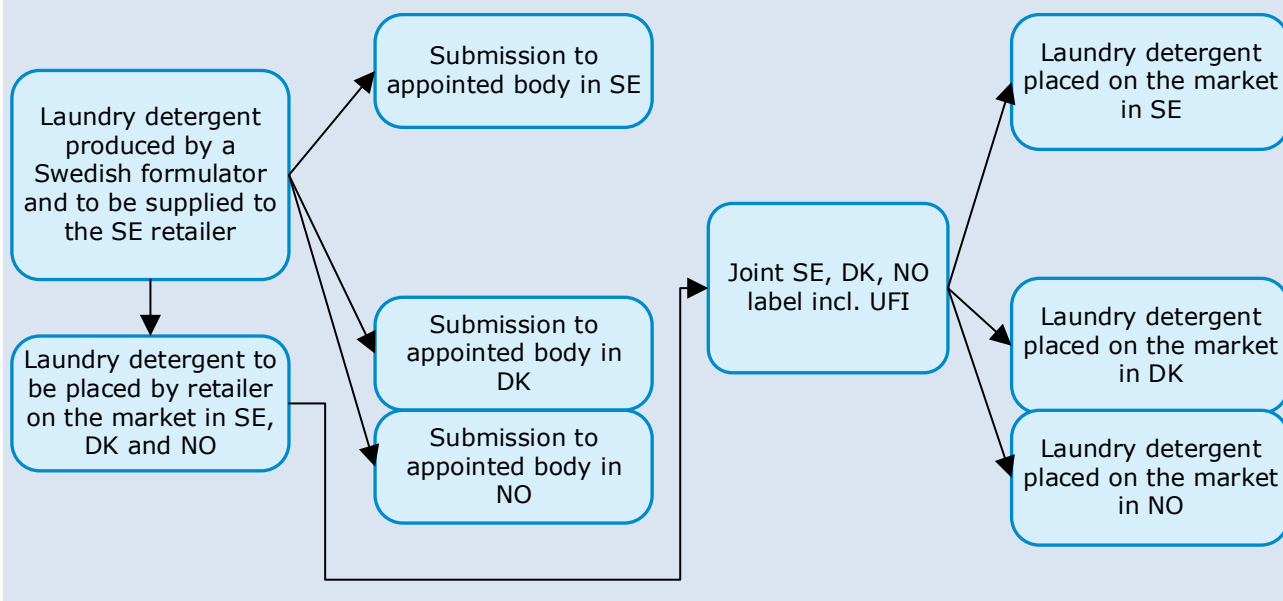 Laundry detergent
produced by a
Swedish formulator
and to be supplied to
the SE retailer
Laundry detergent to
be placed by retailer
on the market in SE,
DK and NO
Submission to
appointed body in SE
Submission to
appointed body in
DK
Submission to
appointed body in
NO
Joint SE, DK, NO
label incl. UFI
Laundry detergent
placed on the market
in SE
Laundry detergent
placed on the market
in DK
Laundry detergent
placed on the market
in NO